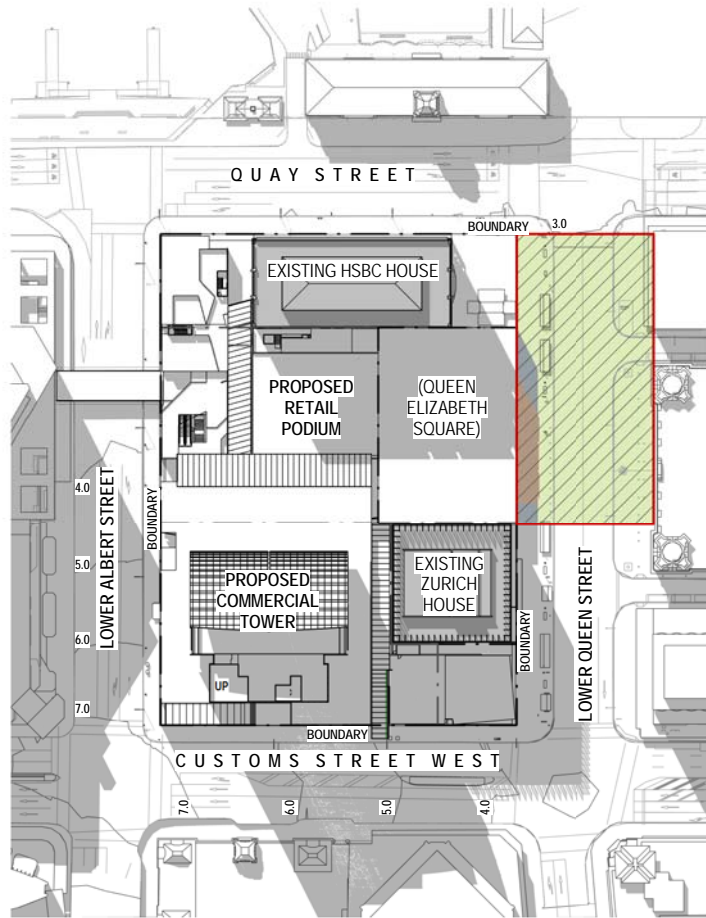 QUAY STREET
BOUNDARY
3.0
EXISTING HSBC HOUSE
PROPOSED
RETAIL
PODIUM
(QUEEN
ELIZABETH
SQUARE)
LOWER ALBERT STREET
BOUNDARY
4.0
5.0
6.0
7.0
PROPOSED
COMMERCIAL
TOWER
UP
EXISTING
ZURICH
HOUSE
BOUNDARY
LOWER QUEEN STREET
BOUNDARY
CUSTOMS STREET WEST
7.0
6.0
5.0
4.0